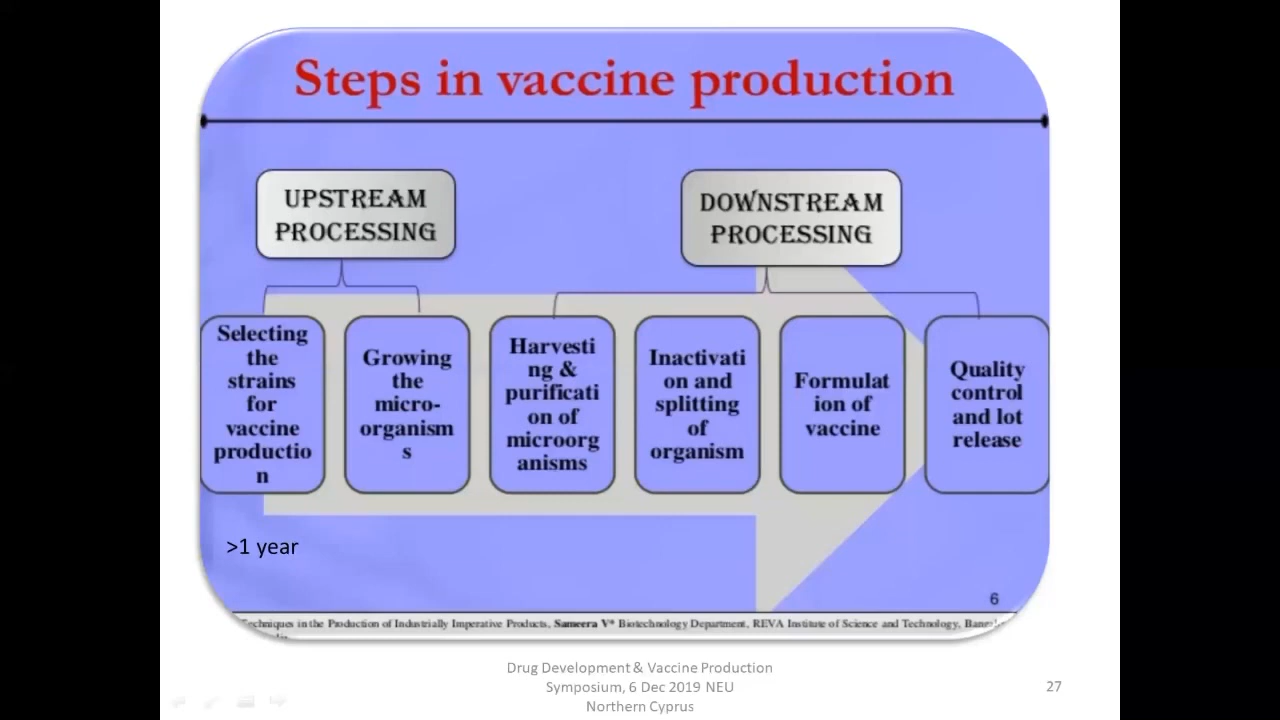 Steps in vaccine production
UPSTREAM
PROCESSING
DOWNSTREAM
PROCESSING
Selecting
the
strains
for
vaccine
productio
n
Growing
the
micro-
organism
s
Harvesti
ng &
purificati
on of
microorg
anisms
Inactivati
on and
splitting
of
organism
Formulat
ion of
vaccine
Quality
control
and lot
release
>1 year
6
Techniques in the Production of Industrially Imperative Products, Sameera V* Biotechnology Department, REVA Institute of Science and Technology,
Drug Development & Vaccine Production
Symposium, 6 Dec 2019 NEU
Northern Cyprus
27